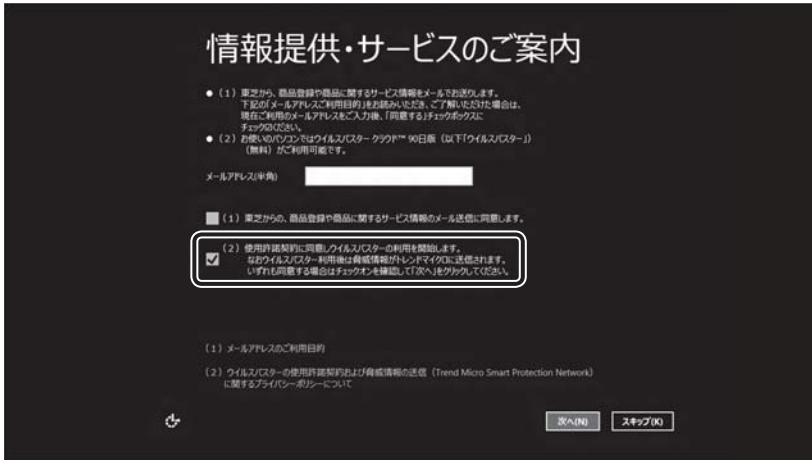 情報提供・サービスのご案内
● (1) 東芝から、商品登録や商品に関するサービス情報をメールでお送りします。
下記の「メールアドレスご利用目的」をお読みいただき、ご了解いただけた場合は、
現在ご利用のメールアドレスをご入力後、「同意する」チェックボックスに
チェックください。
● (2) お使いのパソコンではウイルスバスター クラウド™ 90日版（以下「ウイルスバスター」）
（無料）がご利用可能です。
メールアドレス(半角)
(1) 東芝からの、商品登録や商品に関するサービス情報のメール送信に同意します。
(2) 使用許諾契約に同意しウイルスバスターの利用を開始します。
なおウイルスバスター利用後は脅威情報がトレンドマイクロに送信されます。
いずれも同意する場合はチェックオンを確認して「次へ」をクリックしてください。
(1) メールアドレスのご利用目的
(2) ウイルスバスターの使用許諾契約および脅威情報の送信（Trend Micro Smart Protection Network）
に関するプライバシーポリシーについて
次へ(N)
スキップ(K)